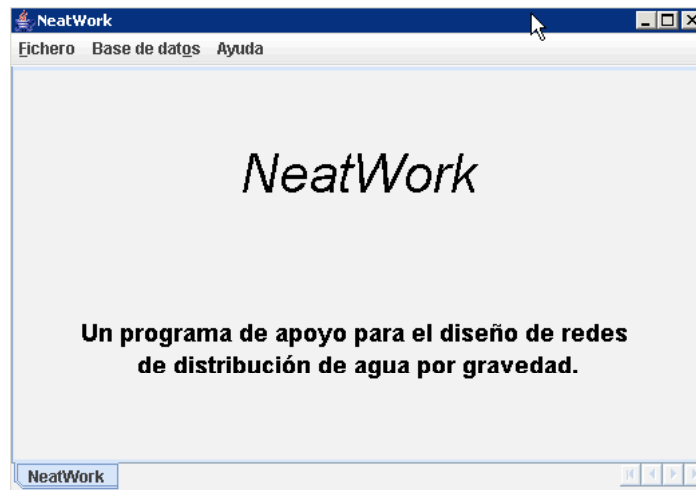 NeatWork
Fichero Base de datos Ayuda
NeatWork
Un programa de apoyo para el diseño de redes
de distribución de agua por gravedad.
NeatWork